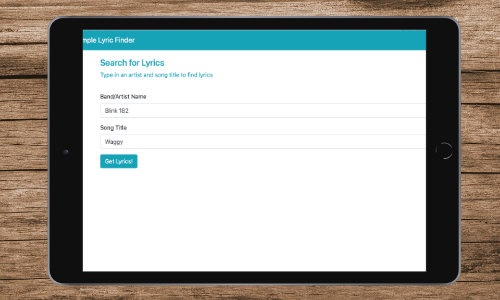 mple Lyric Finder
Search for Lyrics
Type in an artist and song title to find lyrics
Band/Artist Name
Blink 182
Song Title
Waggy
Get Lyrics!